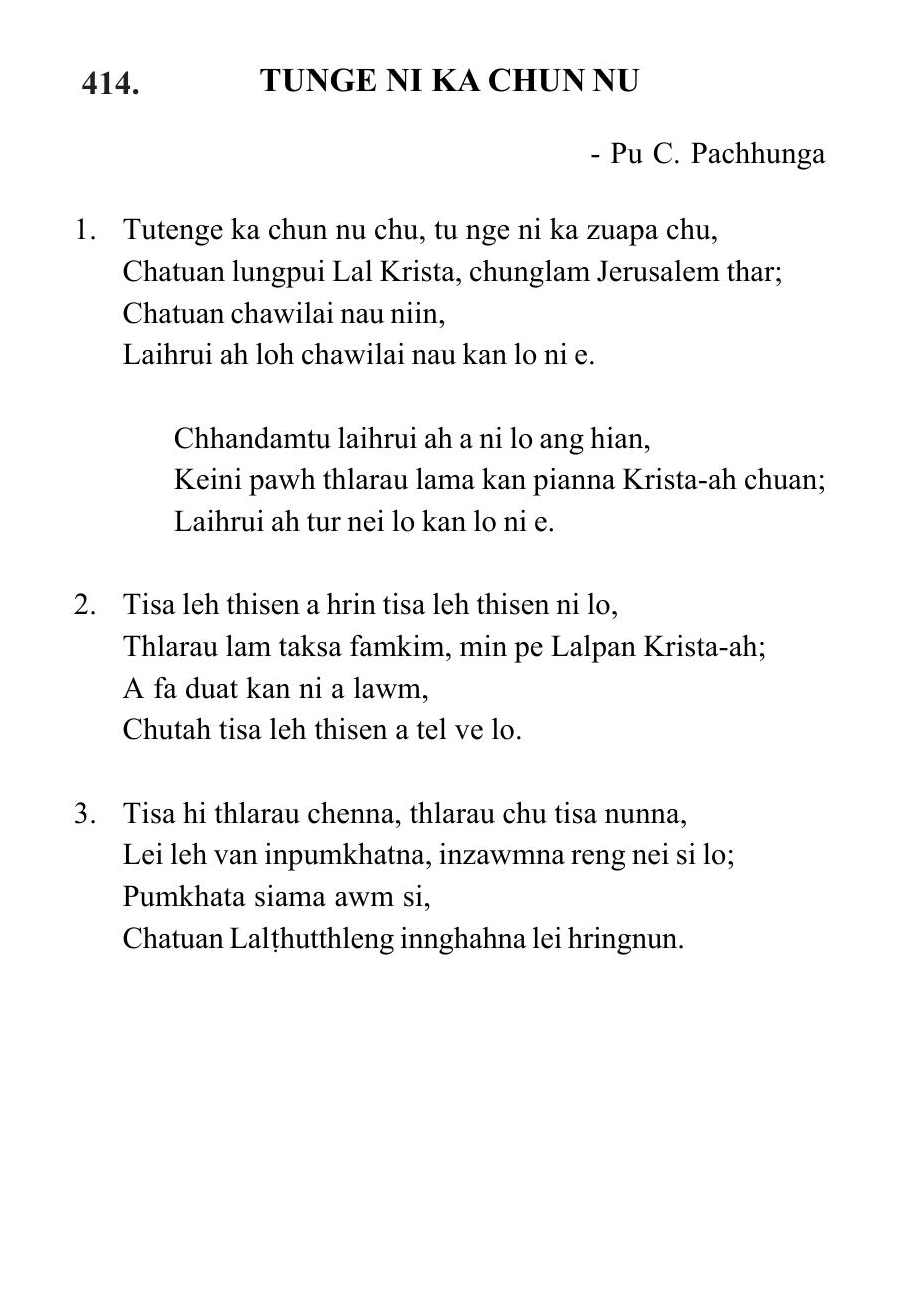 414. TUNGE NI KA CHUN NU
- Pu C. Pachhunga
1. Tutenge ka chun nu chu, tu nge ni ka zuapa chu,
Chatuan lungpui Lal Krista, chunglam Jerusalem thar;
Chatuan chawilai nau niin,
Laihrui ah loh chawilai nau kan lo ni e.
Chhandamtu laihrui ah a ni lo ang hian,
Keini pawh thlarau lama kan pianna Krista-ah chuan;
Laihrui ah tur nei lo kan lo ni e.
2. Tisa leh thisen a hrin tisa leh thisen ni lo,
Thlarau lam taksa famkim, min pe Lalpan Krista-ah;
A fa duat kan ni a lawm,
Chutah tisa leh thisen a tel ve lo.
3. Tisa hi thlarau chenna, thlarau chu tisa nunna,
Lei leh van inpumkhatna, inzawmna reng nei si lo;
Pumkhata siama awm si,
Chatuan Lalṭhutthleng innghahna lei hringnun.